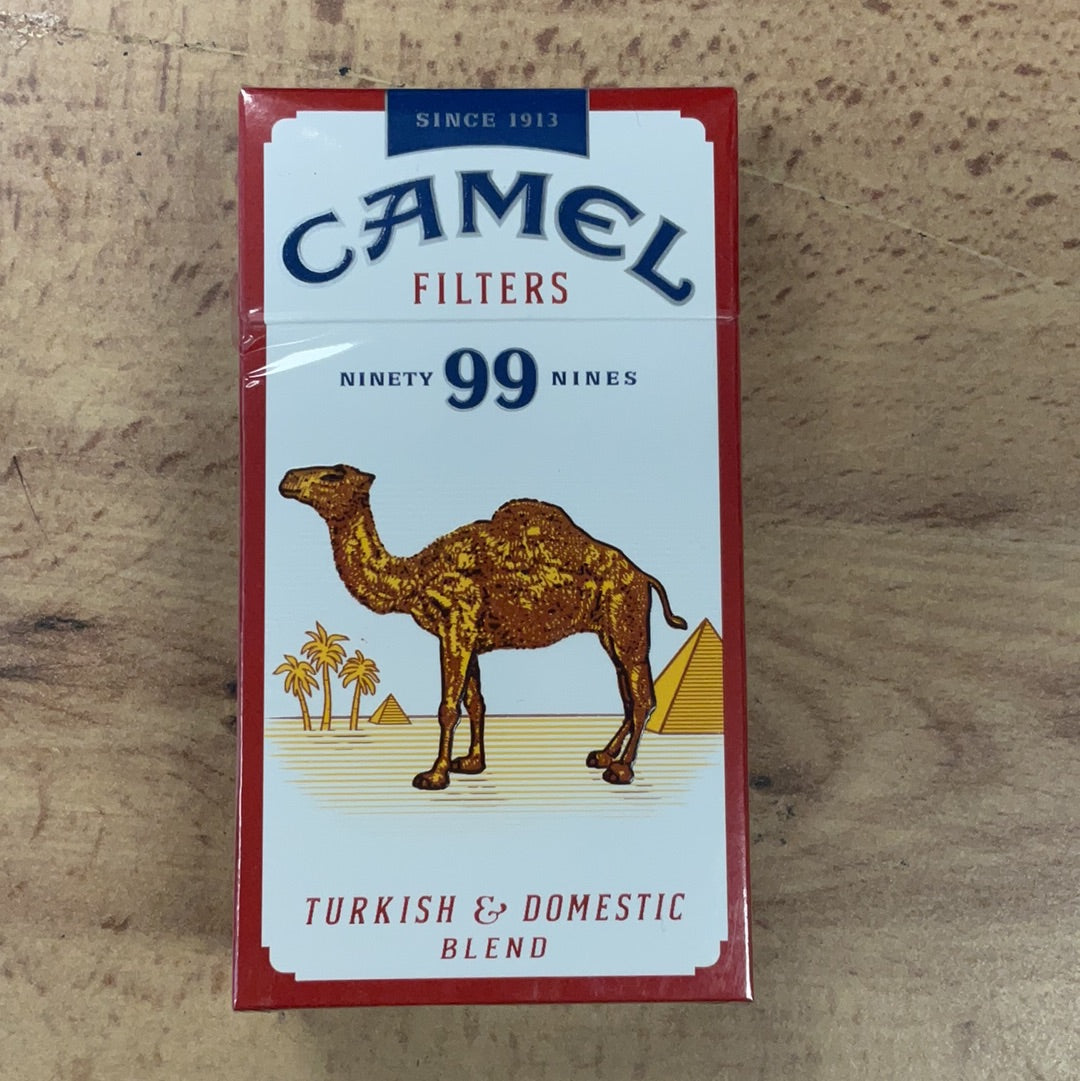 SINCE 1913
CAMEL
FILTERS
NINETY 99 NINES
TURKISH & DOMESTIC
BLEND